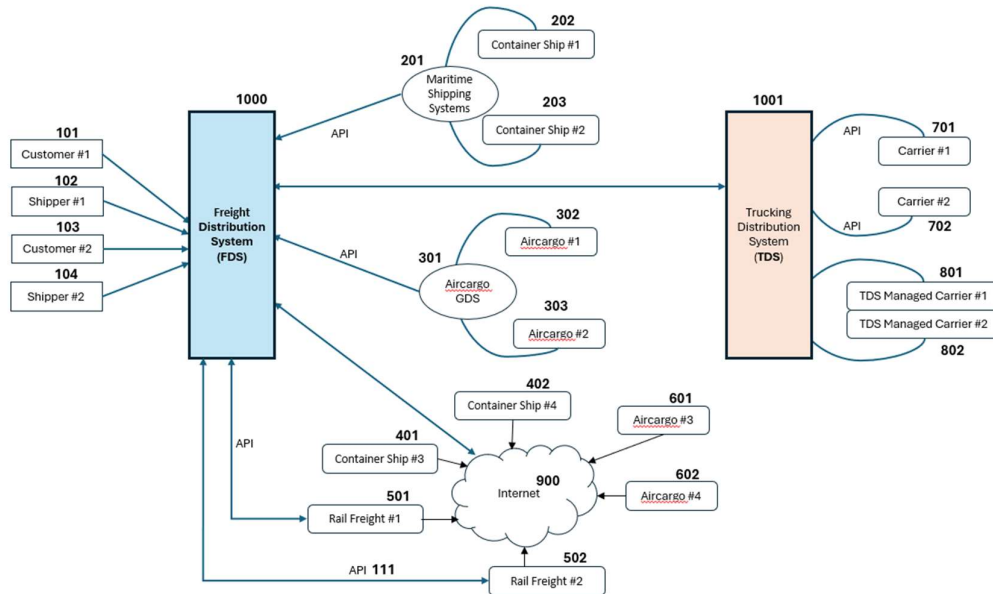 202
Container Ship #1
201
Maritime
Shipping
Systems
1000
203
1001
API
Container Ship #2
API
701
Carrier #1
101
Customer #1
102
Shipper #1
103
Customer #2
104
Shipper #2
Freight
Distribution
System
(FDS)
Trucking
Distribution
System
(TDS)
Carrier #2
API
702
302
Aircargo #1
API
301
Aircargo
GDS
303
Aircargo #2
801
TDS Managed Carrier #1
TDS Managed Carrier #2
802
402
Container Ship #4
601
Aircargo #3
API
401
Container Ship #3
900
Internet
602
Aircargo #4
501
Rail Freight #1
502
API 111
Rail Freight #2